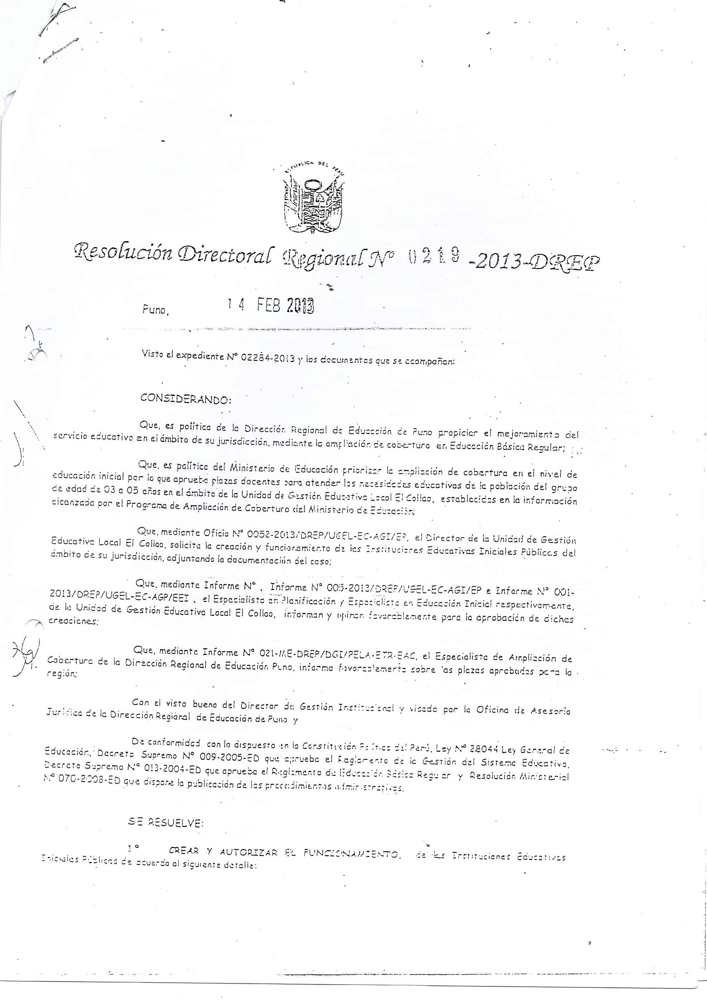 REPÚBLICA DEL PERÚ
Resolución Directoral Regional Nº 0219 -2013-DREP
Puno, 14 FEB 2013
Visto el expediente Nº 02284-2013 y los documentos que se acompañan:
CONSIDERANDO:
Que, es política de la Dirección Regional de Educación de Puno propiciar el mejoramiento del
servicio educativo en el ámbito de su jurisdicción, mediante la ampliación de cobertura en Educación Básica Regular;
Que, es política del Ministerio de Educación priorizar la ampliación de cobertura en el nivel de
educación inicial por lo que aprueba plazas docentes para atender las necesidades educativas de la población del grupo
de edad de 03 a 05 años en el ámbito de la Unidad de Gestión Educativa Local El Collao, establecidas en la información
alcanzada por el Programa de Ampliación de Cobertura del Ministerio de Educación;
Que, mediante Oficio Nº 0052-2013/DREP/UGEL-EC-AGI/EP, el Director de la Unidad de Gestión
Educativa Local El Collao, solicita la creación y funcionamiento de las Instituciones Educativas Iniciales Públicas del
ámbito de su jurisdicción, adjuntando la documentación del caso;
Que, mediante Informe Nº , Informe Nº 005-2013/DREP/UGEL-EC-AGI/EP e Informe Nº 001-
2013/DREP/UGEL-EC-AGP/EEI , el Especialista en Planificación y Especialista en Educación Inicial respectivamente,
de la Unidad de Gestión Educativa Local El Collao, informan y opinan favorablemente para la aprobación de dichas
creaciones;
Que, mediante Informe Nº 021-ME-DREP/DGI/PELA-ETR-EAC, el Especialista de Ampliación de
Cobertura de la Dirección Regional de Educación Puno, informa favorablemente sobre las plazas aprobadas para la
región;
Con el visto bueno del Director de Gestión Institucional y visado por la Oficina de Asesoría
Jurídica de la Dirección Regional de Educación de Puno y
De conformidad con lo dispuesto en la Constitución Política del Perú, Ley Nº 28044 Ley General de
Educación, Decreto Supremo Nº 009-2005-ED que aprueba el Reglamento de la Gestión del Sistema Educativo,
Decreto Supremo Nº 013-2004-ED que aprueba el Reglamento de Educación Básica Regular y Resolución Ministerial
Nº 070-2008-ED que dispone la publicación de los procedimientos administrativos.
SE RESUELVE:
1º CREAR Y AUTORIZAR EL FUNCIONAMIENTO, de las Instituciones Educativas
Iniciales Públicas de acuerdo al siguiente detalle: